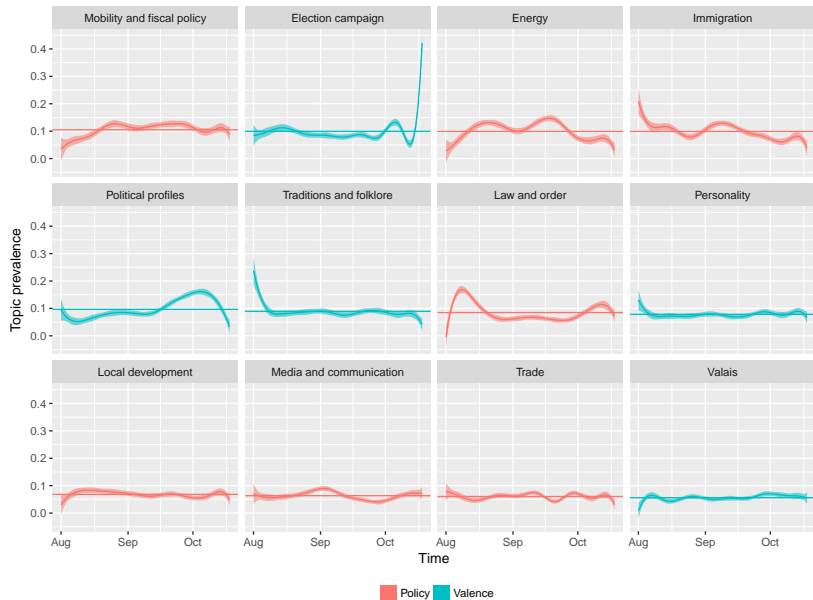 Mobility and fiscal policy Election campaign Energy Immigration
0.4
0.3
0.2
0.1
0.0
Political profiles Traditions and folklore Law and order Personality
0.4
0.3
0.2
0.1
0.0
Local development Media and communication Trade Valais
0.4
0.3
0.2
0.1
0.0
Aug Sep Oct Aug Sep Oct Aug Sep Oct Aug Sep Oct
Topic prevalence
Time
Policy Valence